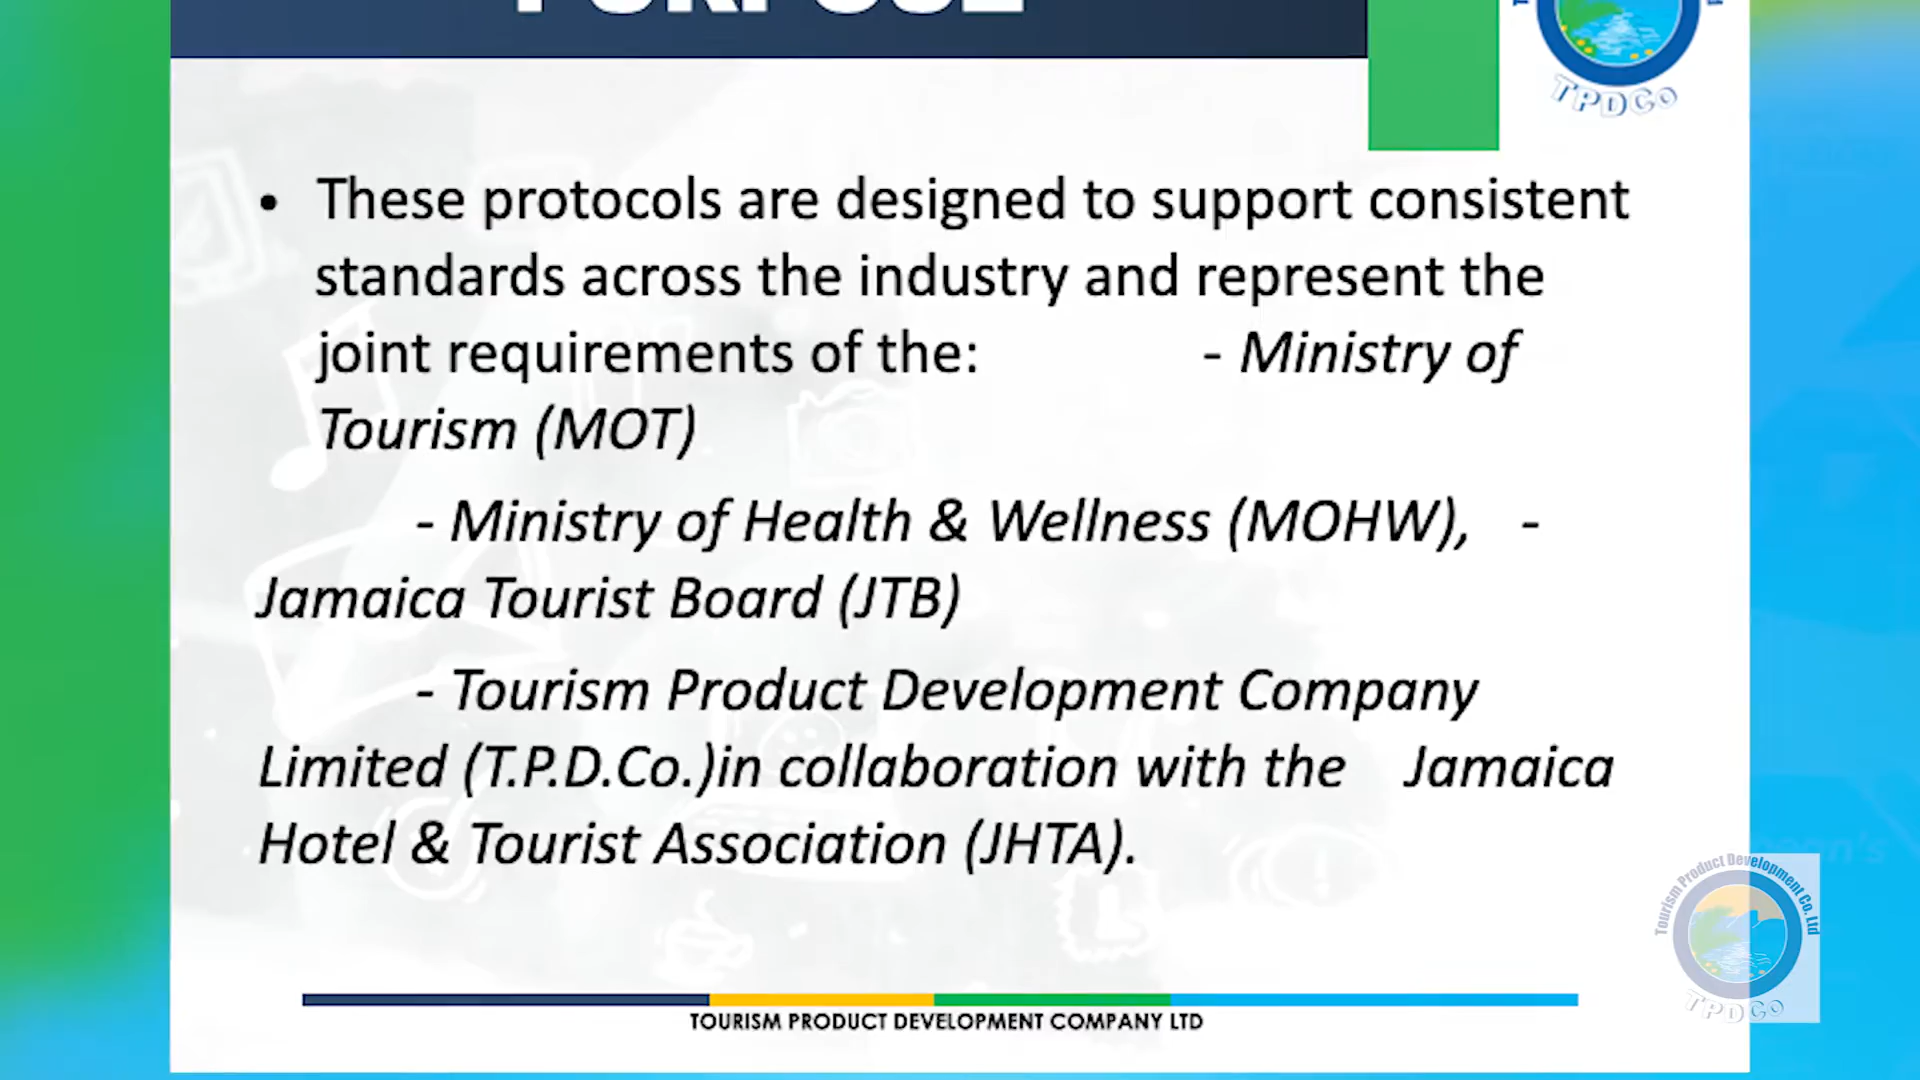 PURPOSE
TPDCo
• These protocols are designed to support consistent
standards across the industry and represent the
joint requirements of the: - Ministry of
Tourism (MOT)
- Ministry of Health & Wellness (MOHW), -
Jamaica Tourist Board (JTB)
- Tourism Product Development Company
Limited (T.P.D.Co.)in collaboration with the Jamaica
Hotel & Tourist Association (JHTA).
Tourism Product Development Co. Ltd
TPDCo
TOURISM PRODUCT DEVELOPMENT COMPANY LTD